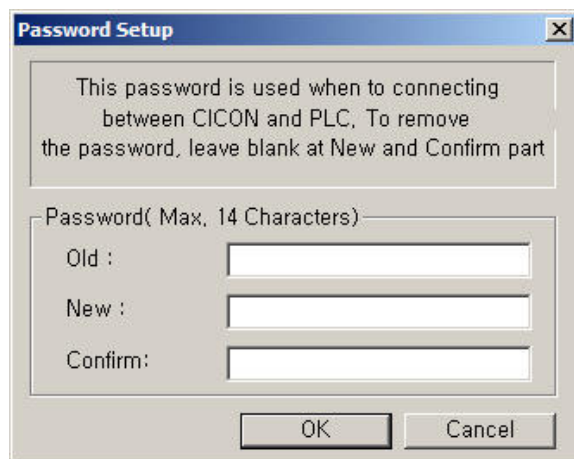 Password Setup
This password is used when to connecting
between CICON and PLC, To remove
the password, leave blank at New and Confirm part
Password( Max, 14 Characters)
Old :
New :
Confirm:
OK
Cancel